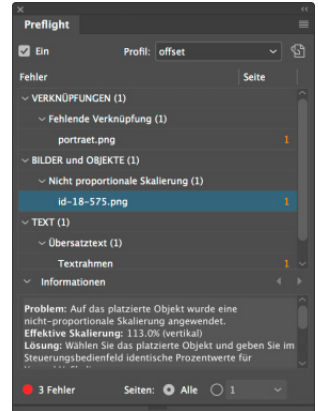 Preflight
Ein Profil: offset
Fehler Seite
VERKNÜPFUNGEN (1)
Fehlende Verknüpfung (1)
portraet.png 1
BILDER und OBJEKTE (1)
Nicht proportionale Skalierung (1)
id-18-575.png 1
TEXT (1)
Übersatztext (1)
Textrahmen 1
Informationen
Problem: Auf das platzierte Objekt wurde eine
nicht-proportionale Skalierung angewendet.
Effektive Skalierung: 113.0% (vertikal)
Lösung: Wählen Sie das platzierte Objekt und geben Sie im
Steuerungsbedienfeld identische Prozentwerte für
3 Fehler Seiten: Alle 1